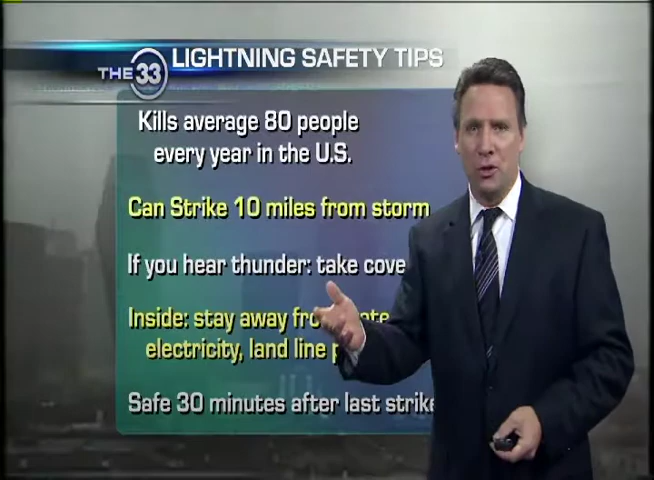 LIGHTNING SAFETY TIPS
THE 33
Kills average 80 people
every year in the U.S.
Can Strike 10 miles from storm
If you hear thunder: take cove
Inside: stay away
electricity, land line
Safe 30 minutes after last strike